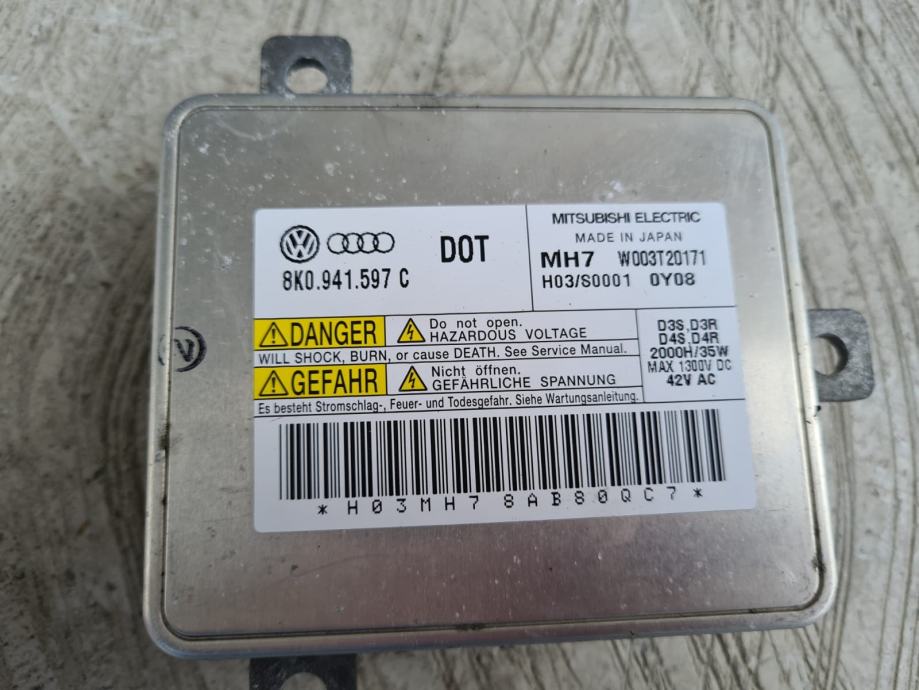 DOT
8K0.941.597 C
MITSUBISHI ELECTRIC
MADE IN JAPAN
MH7 W003T20171
H03/S0001 0Y08
DANGER
Do not open.
HAZARDOUS VOLTAGE
WILL SHOCK, BURN, or cause DEATH. See Service Manual.
GEFAHR
Nicht öffnen.
GEFÄHRLICHE SPANNUNG
Es besteht Stromschlag-, Feuer- und Todesgefahr. Siehe Wartungsanleitung.
D3S,D3R
D4S,D4R
2000H/35W
MAX 1300V DC
42V AC
*H03MH78AB80QC7*